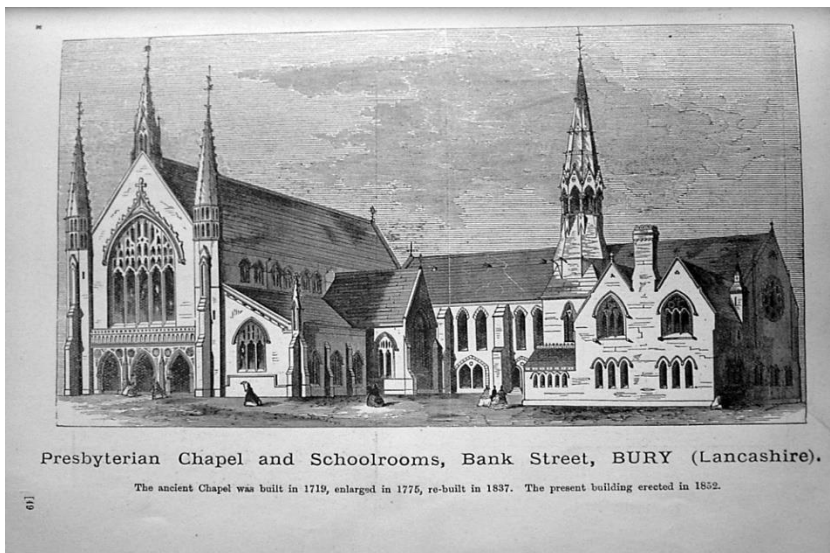 Presbyterian Chapel and Schoolrooms, Bank Street, BURY (Lancashire).
The ancient Chapel was built in 1719, enlarged in 1775, re-built in 1837. The present building erected in 1852.